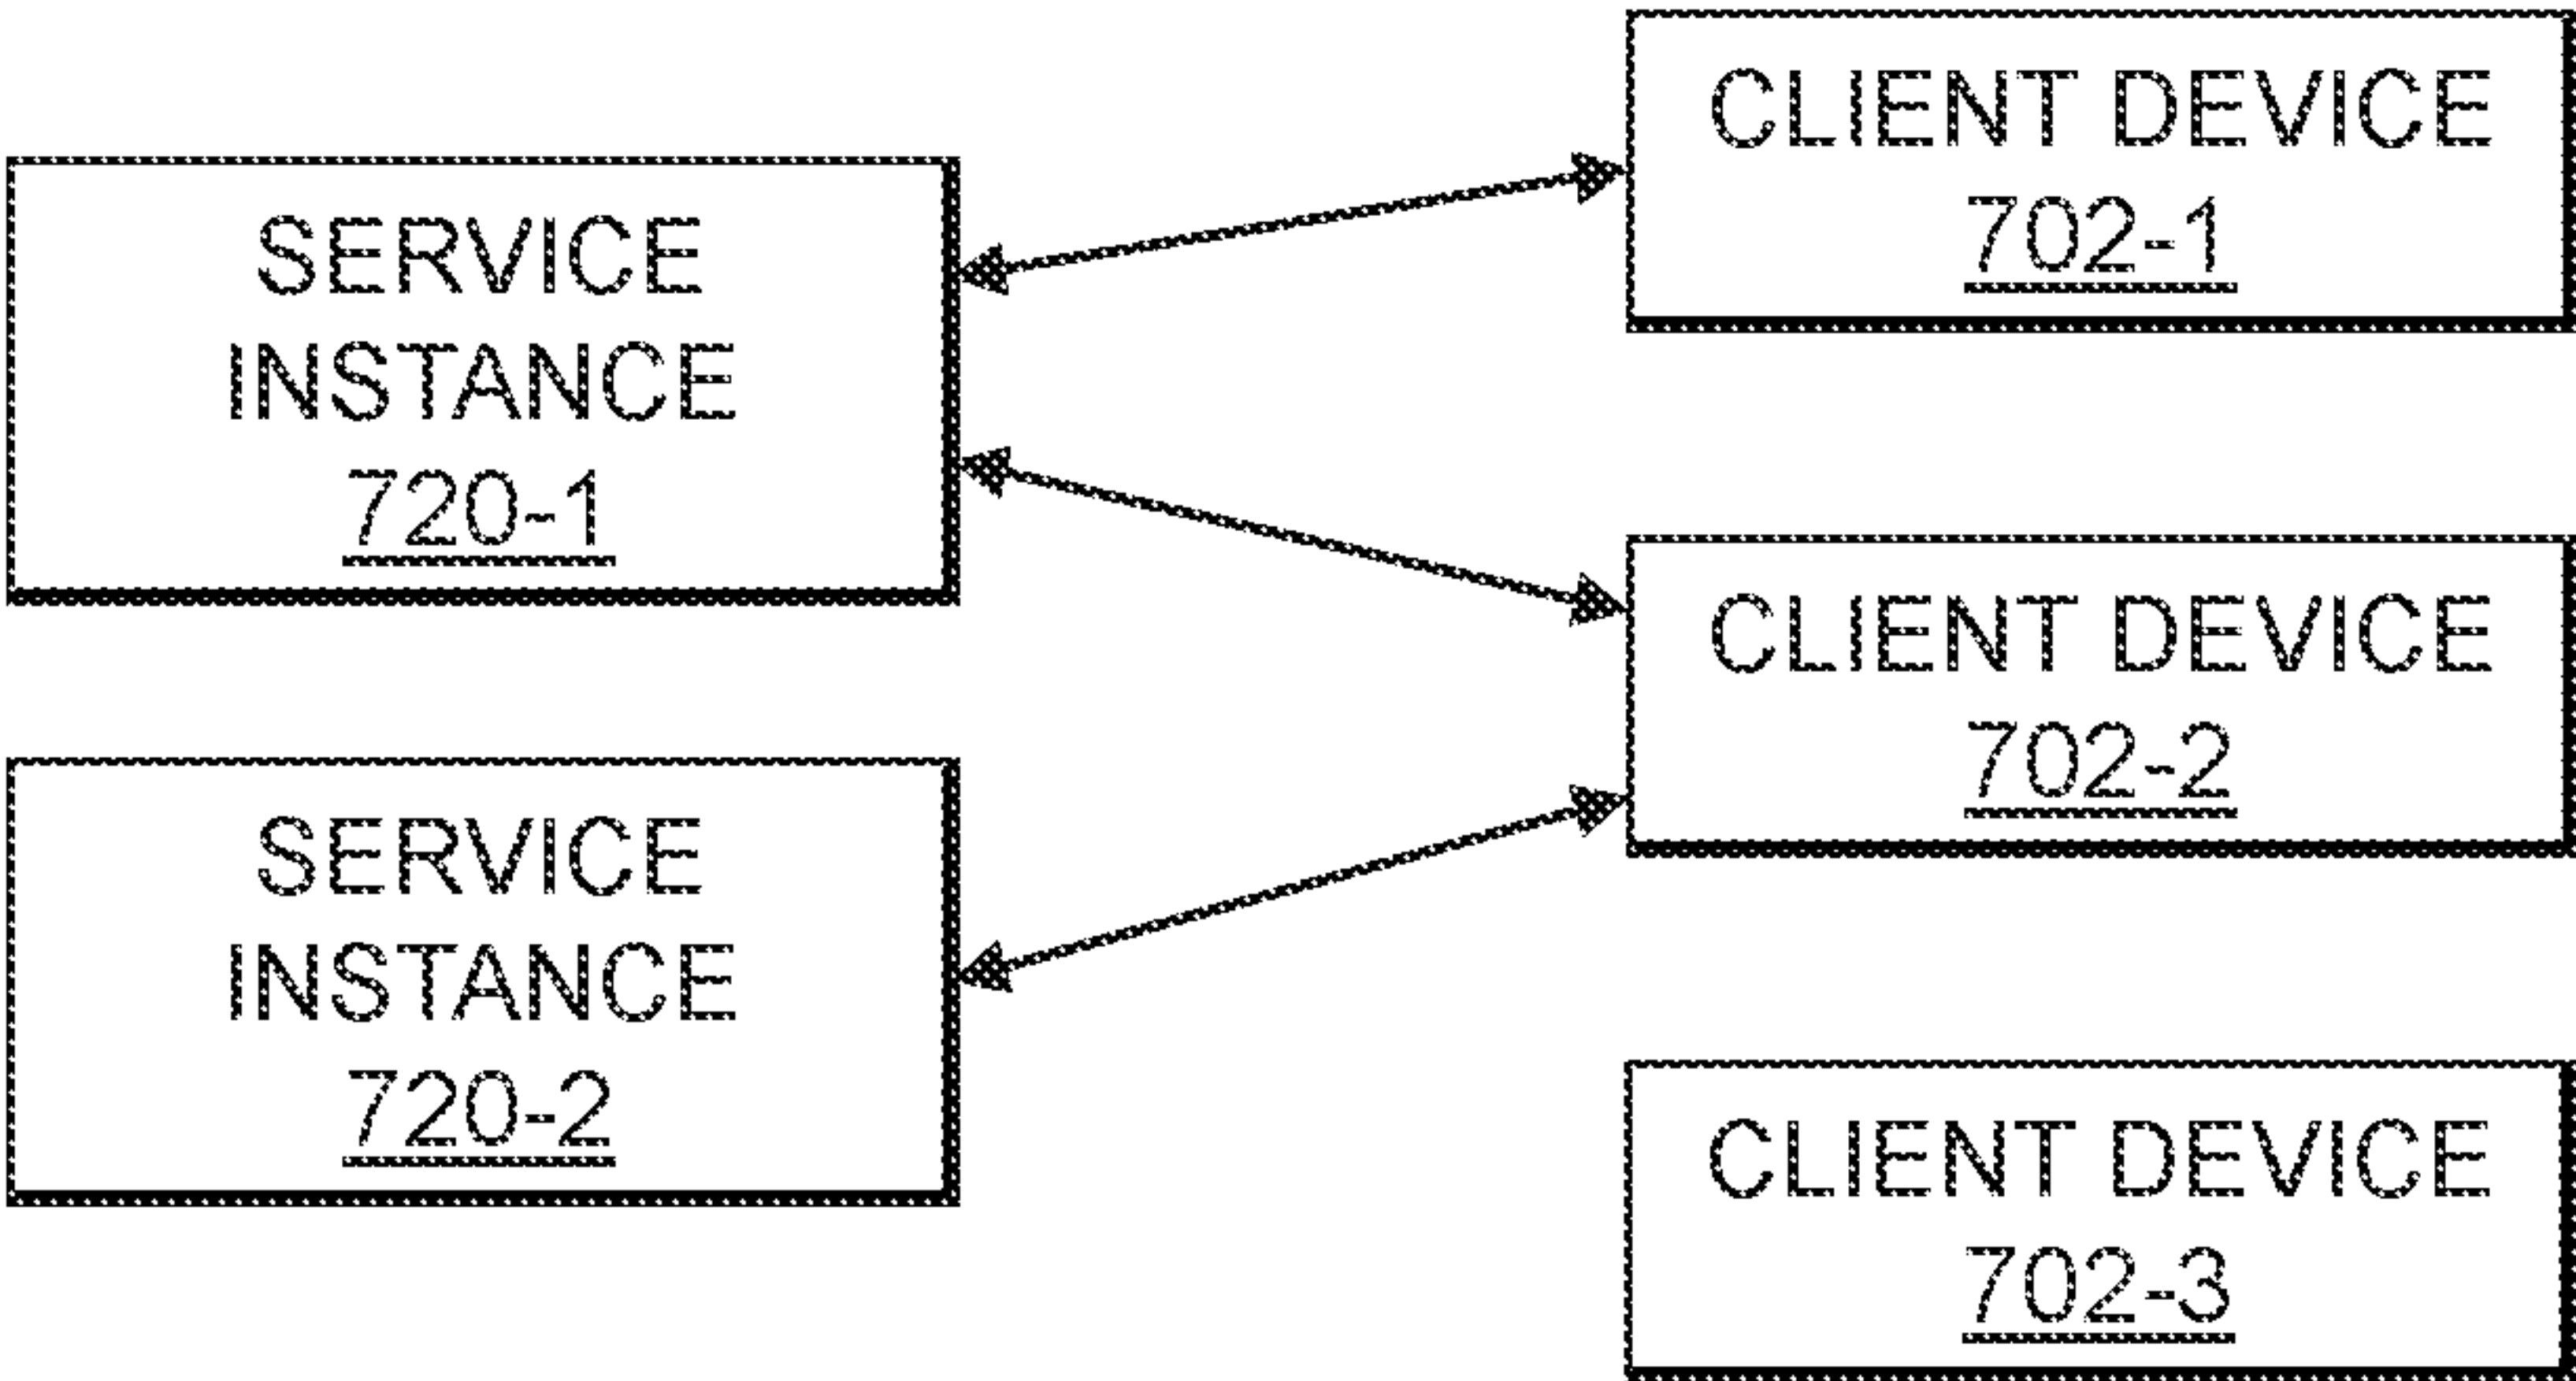 SERVICE
INSTANCE
720-1
SERVICE
INSTANCE
720-2
CLIENT DEVICE
702-1
CLIENT DEVICE
702-2
CLIENT DEVICE
702-3